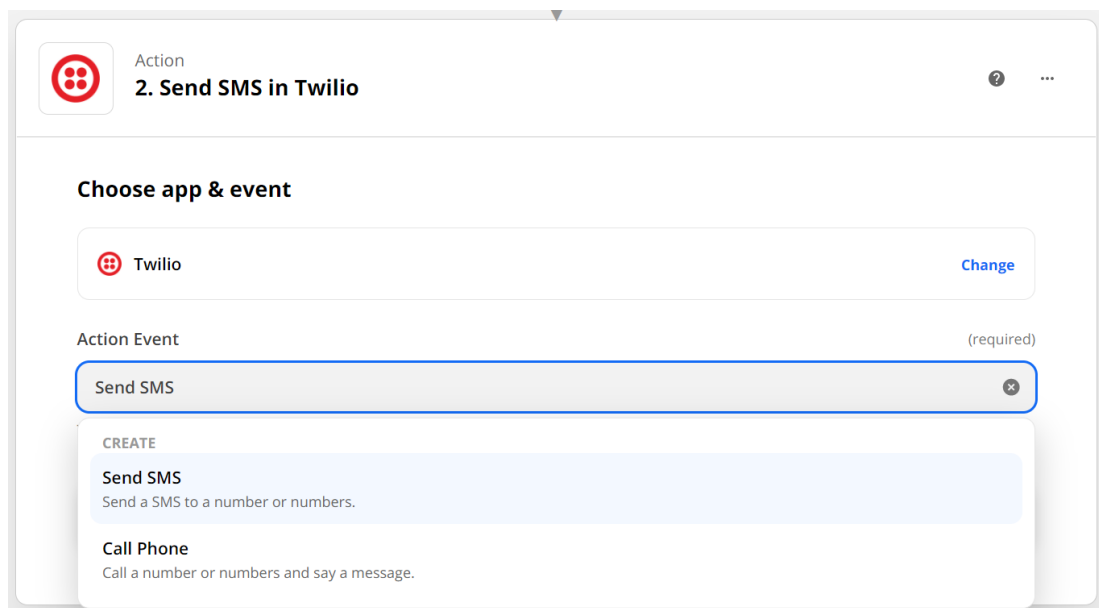 Action
2. Send SMS in Twilio
Choose app & event
Twilio
Change
Action Event
(required)
Send SMS
CREATE
Send SMS
Send a SMS to a number or numbers.
Call Phone
Call a number or numbers and say a message.